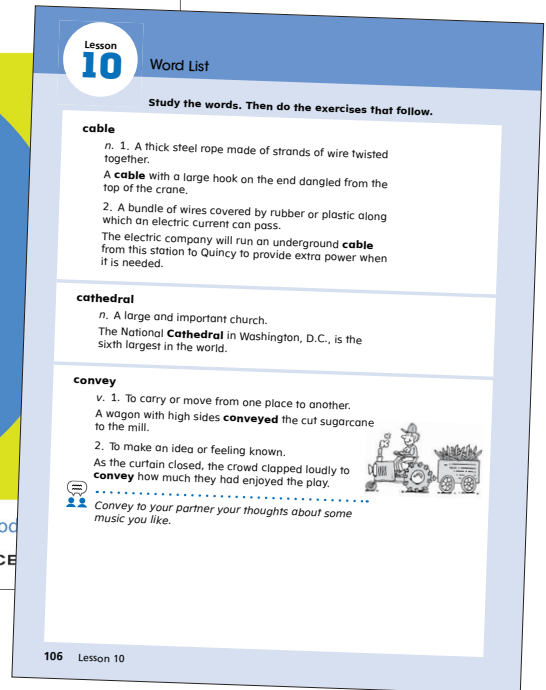 Lesson
10
Word List
Study the words. Then do the exercises that follow.
cable
n. 1. A thick steel rope made of strands of wire twisted
together.
A cable with a large hook on the end dangled from the
top of the crane.
2. A bundle of wires covered by rubber or plastic along
which an electric current can pass.
The electric company will run an underground cable
from this station to Quincy to provide extra power when
it is needed.
cathedral
n. A large and important church.
The National Cathedral in Washington, D.C., is the
sixth largest in the world.
convey
v. 1. To carry or move from one place to another.
A wagon with high sides conveyed the cut sugarcane
to the mill.
2. To make an idea or feeling known.
As the curtain closed, the crowd clapped loudly to
convey how much they had enjoyed the play.
Convey to your partner your thoughts about some
music you like.
106 Lesson 10